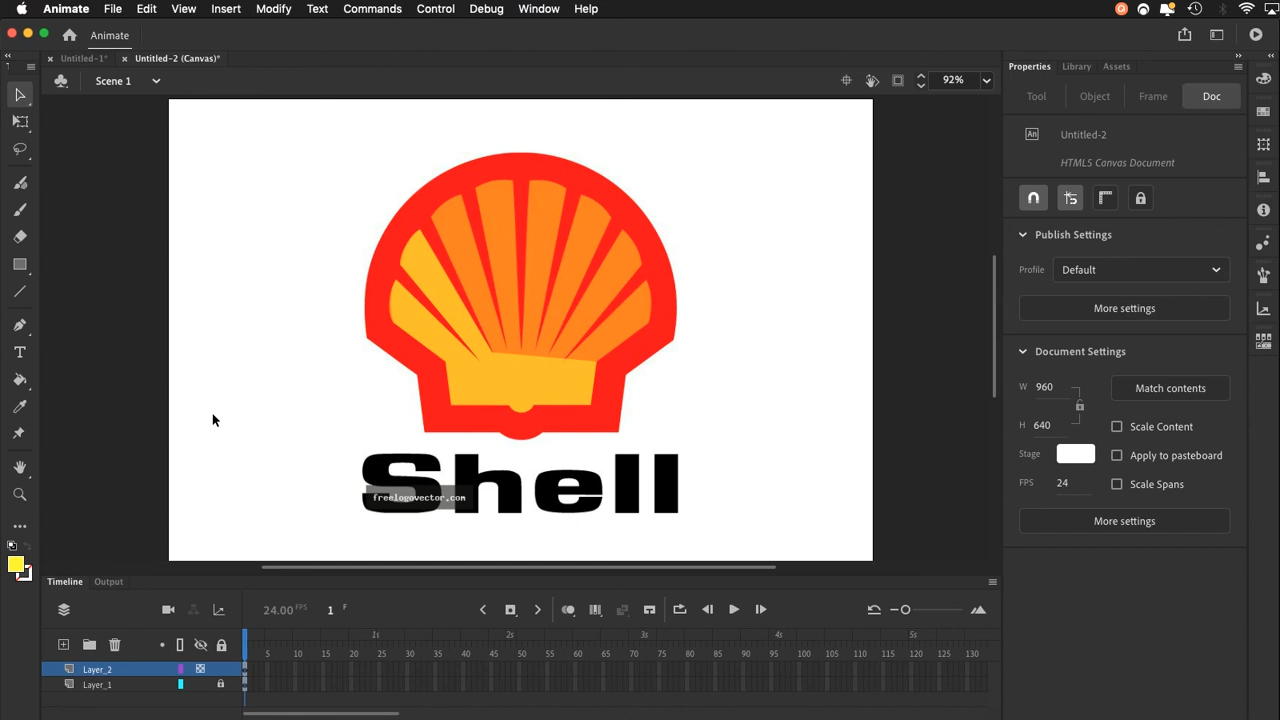 Animate File Edit View Insert Modify Text Commands Control Debug Window Help
Animate
Untitled-1* Untitled-2 (Canvas)*
Scene 1 92%
Properties Library Assets
Tool Object Frame Doc
An Untitled-2
HTML5 Canvas Document
Publish Settings
Profile Default
More settings
Document Settings
W 960 Match contents
H 640 Scale Content
Stage Apply to pasteboard
FPS 24 Scale Spans
More settings
Shell
freelogovector.com
Timeline Output
24.00 FPS 1 F
1s 2s 3s 4s 5s
5 10 15 20 25 30 35 40 45 50 55 60 65 70 75 80 85 90 95 100 105 110 115 120 125 130
Layer_2
Layer_1